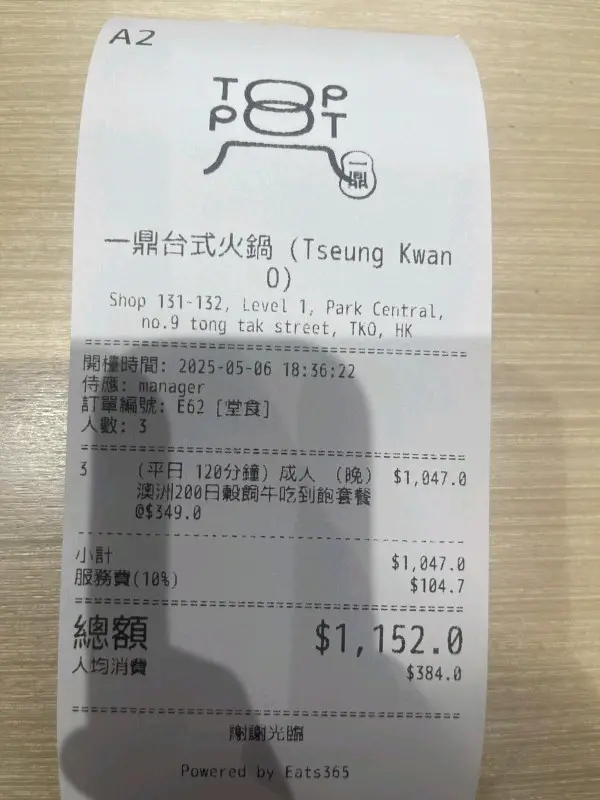 A2
TOP
POT
一鼎
一鼎台式火鍋 (Tseung Kwan
O)
Shop 131-132, Level 1, Park Central,
no.9 tong tak street, TKO, HK
開檯時間: 2025-05-06 18:36:22
侍應: manager
訂單編號: E62 [堂食]
人數: 3
3 (平日 120分鐘) 成人 (晚) $1,047.0
澳洲200日穀飼牛吃到飽套餐
@$349.0
小計 $1,047.0
服務費(10%) $104.7
總額 $1,152.0
人均消費 $384.0
謝謝光臨
Powered by Eats365